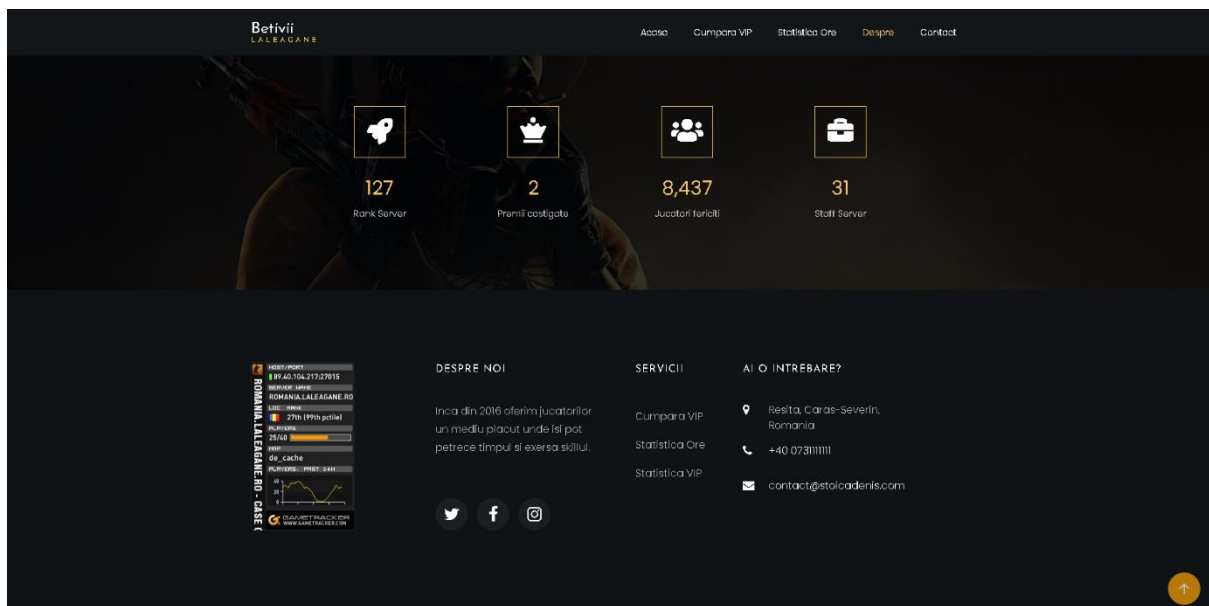 Betivii
LALEAGANE
Acasa Cumpara VIP Statistica Ore Despre Contact
127
Rank Server
2
Premii castigate
8,437
Jucatori fericiti
31
Staff Server
HOST/PORT
89.40.104.217:27015
SERVER NAME
ROMANIA.LALEAGANE.RO
LOC RANK
27th (99th pctile)
PLAYERS
25/40
MAP
de_cache
PLAYERS, PAST 24H
40
20
0
GAMETRACKER
WWW.GAMETRACKER.COM
ROMANIA.LALEAGANE.RO - CASE
DESPRE NOI
Inca din 2016 oferim jucatorilor
un mediu placut unde isi pot
petrece timpul si exersa skillul.
SERVICII
Cumpara VIP
Statistica Ore
Statistica VIP
AI O INTREBARE?
Resita, Caras-Severin,
Romania
+40 0731111111
contact@stoicadenis.com